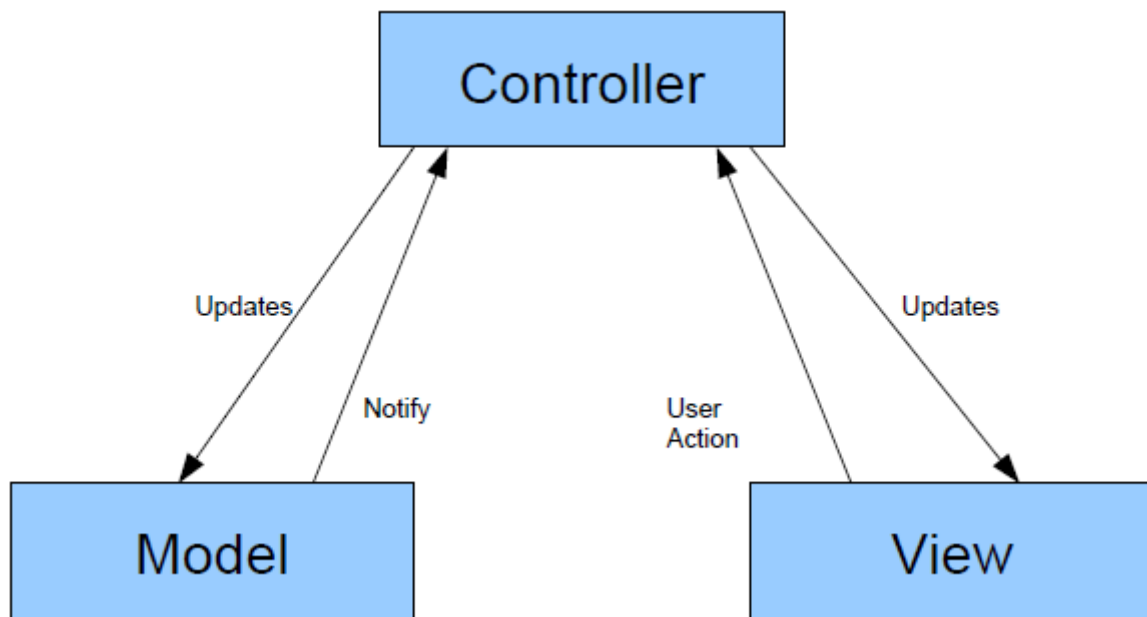 Controller
Updates
Updates
Notify
User
Action
Model
View